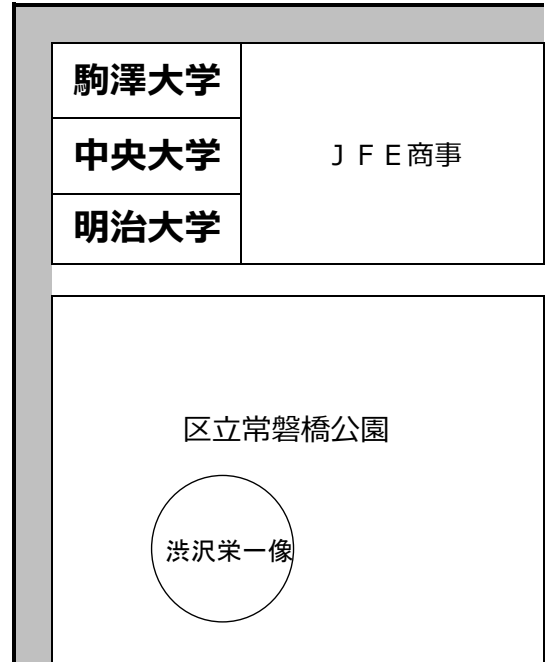 駒澤大学
中央大学
ＪＦＥ商事
明治大学
区立常磐橋公園
渋沢栄一像